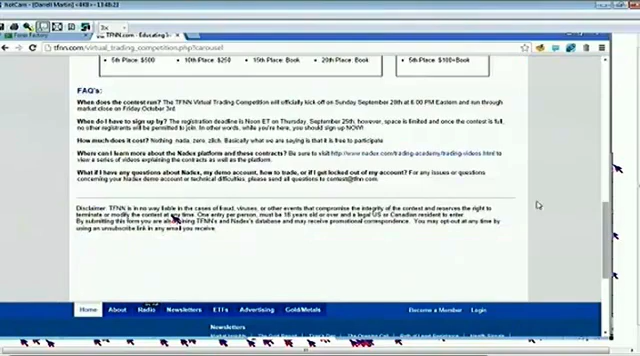 HotCam - [Darrell Martin] <HKB> - 13:48:2
Forex Factory
TFNN.com - Educating
tfnn.com/virtual_trading_competition.php?carousel
• 5th Place: $500 • 10th Place: $250 • 15th Place: Book • 20th Place: Book • 5th Place: $100+Book
FAQ's:
When does the contest run? The TFNN Virtual Trading Competition will officially kick off on Sunday September 28th at 6:00 PM Eastern and run through
market close on Friday October 3rd.
When do I have to sign up by? The registration deadline is Noon ET on Thursday, September 25th; however, space is limited and once the contest is full,
no other registrants will be permitted to join. In other words, while you're here, you should sign up NOW!
How much does it cost? Nothing, nada, zero, zilch. Basically what we are saying is that it is free to participate
Where can I learn more about the Nadex platform and these contracts? Be sure to visit http://www.nadex.com/trading-academy/trading-videos.html to
view a series of videos explaining the contracts as well as the platform.
What if I have any questions about Nadex, my demo account, how to trade, or if I get locked out of my account? For any issues or questions
concerning your Nadex demo account or technical difficulties, please send all questions to contest@tfnn.com.
Disclaimer: TFNN is in no way liable in the cases of fraud, viruses, or other events that compromise the integrity of the contest and reserves the right to
terminate or modify the contest at any time. One entry per person, must be 18 years old or over and a legal US or Canadian resident to enter.
By submitting this form you are also joining TFNN's and Nadex's database and may receive promotional correspondence. You may opt out at any time by
using an unsubscribe link in any email you receive.
Home About Radio Newsletters ETFs Advertising Gold/Metals Become a Member Login
Newsletters